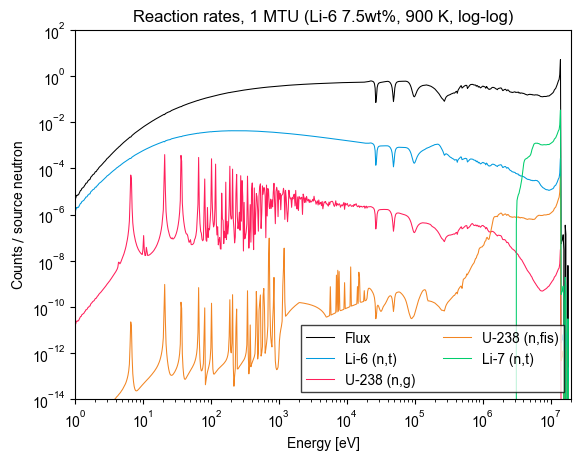 Reaction rates, 1 MTU (Li-6 7.5wt%, 900 K, log-log)
Counts / source neutron
10^2
10^0
10^-2
10^-4
10^-6
10^-8
10^-10
10^-12
10^-14
Flux
Li-6 (n,t)
U-238 (n,g)
U-238 (n,fis)
Li-7 (n,t)
10^0 10^1 10^2 10^3 10^4 10^5 10^6 10^7
Energy [eV]